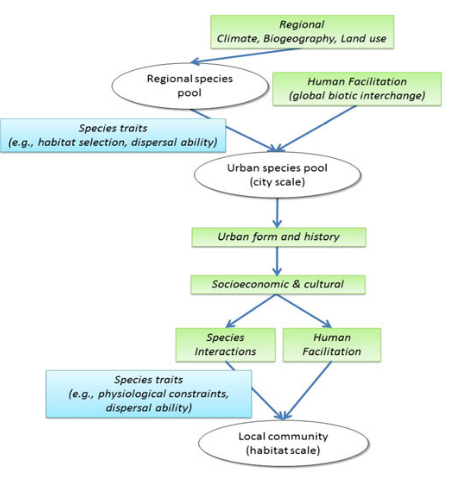 Regional
Climate, Biogeography, Land use
Regional species
pool
Human Facilitation
(global biotic interchange)
Species traits
(e.g., habitat selection, dispersal ability)
Urban species pool
(city scale)
Urban form and history
Socioeconomic & cultural
Species
Interactions
Human
Facilitation
Species traits
(e.g., physiological constraints,
dispersal ability)
Local community
(habitat scale)